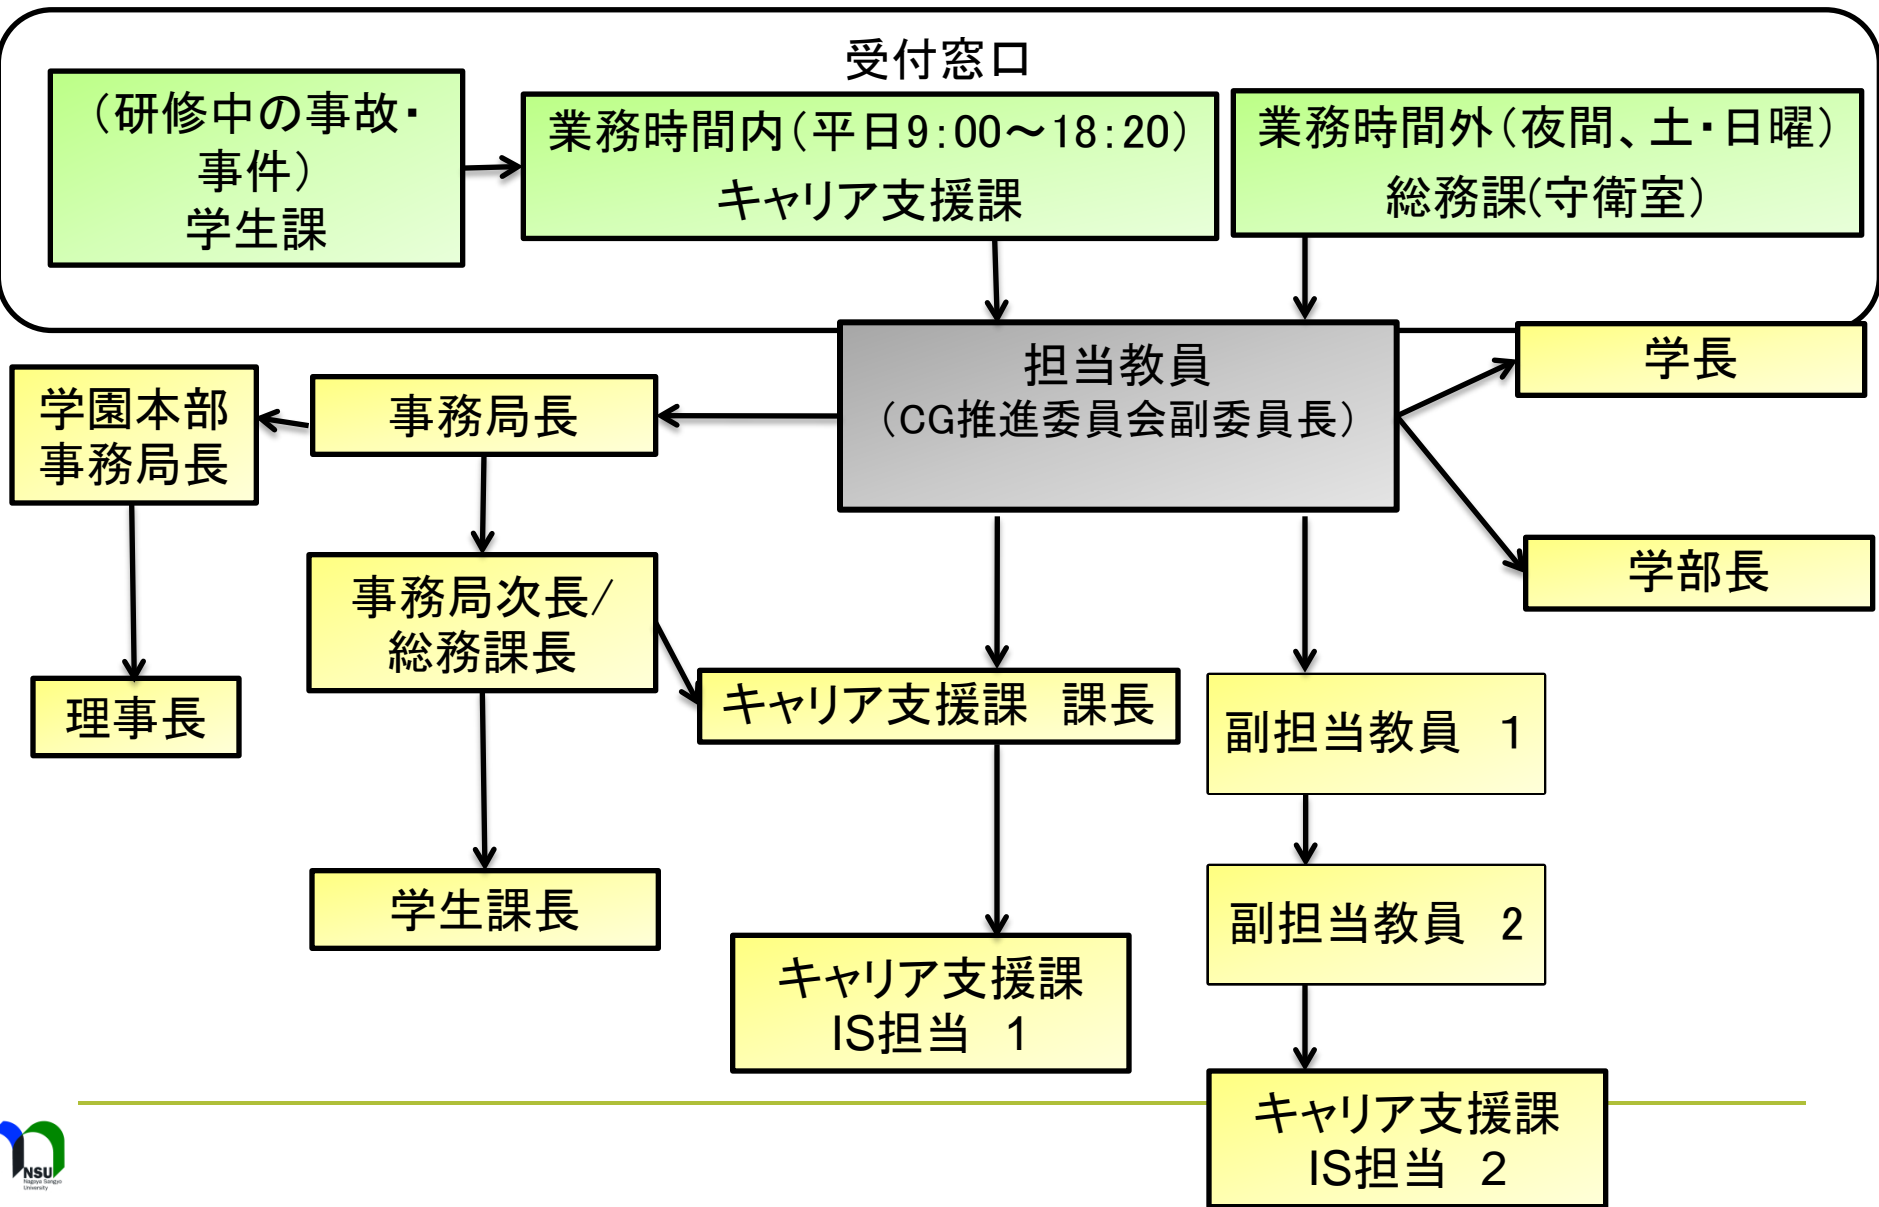 受付窓口
（研修中の事故・
事件）
学生課
業務時間内（平日9：00～18：20）
キャリア支援課
業務時間外（夜間、土・日曜）
総務課(守衛室）
担当教員
（CG推進委員会副委員長）
学長
学園本部
事務局長
事務局長
学部長
事務局次長/
総務課長
キャリア支援課　課長
理事長
副担当教員　1
学生課長
副担当教員　2
キャリア支援課
IS担当　1
キャリア支援課
IS担当　2
NSU
Nagoya Sangyo
University